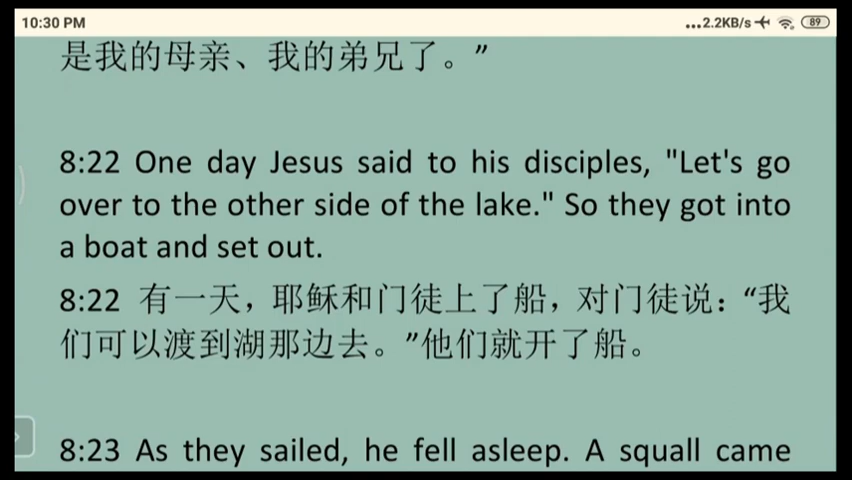 10:30 PM
...2.2KB/s 89
是我的母亲、我的弟兄了。”
8:22 One day Jesus said to his disciples, "Let's go
over to the other side of the lake." So they got into
a boat and set out.
8:22 有一天，耶稣和门徒上了船，对门徒说：“我
们可以渡到湖那边去。”他们就开了船。
8:23 As they sailed, he fell asleep. A squall came